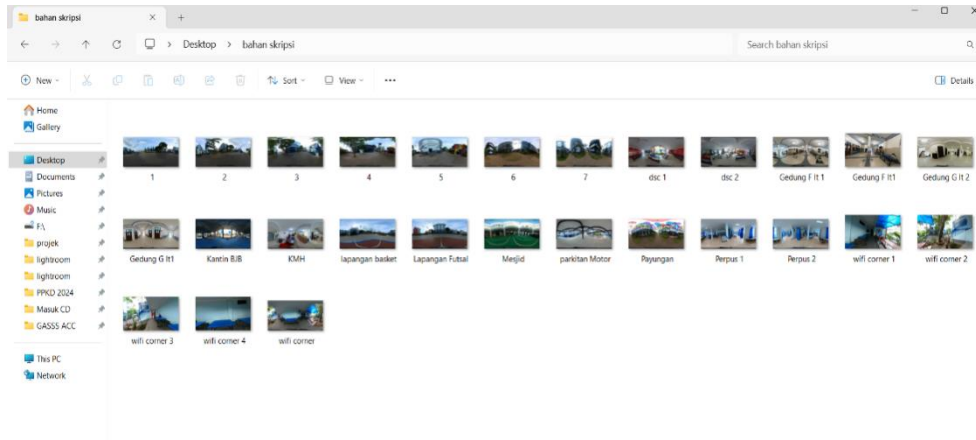 bahan skripsi
Desktop > bahan skripsi
Search bahan skripsi
New
Sort
View
Details
Home
Gallery
Desktop
Documents
Pictures
Music
F:\
projek
lightroom
lightroom
PPKD 2024
Masuk CD
GASSS ACC
This PC
Network
1 2 3 4 5 6 7 dsc 1 dsc 2 Gedung F lt 1 Gedung F lt1 Gedung G lt 2
Gedung G lt1 Kantin BJB KMH lapangan basket Lapangan Futsal Mesjid parkitan Motor Payungan Perpus 1 Perpus 2 wifi corner 1 wifi corner 2
wifi corner 3 wifi corner 4 wifi corner